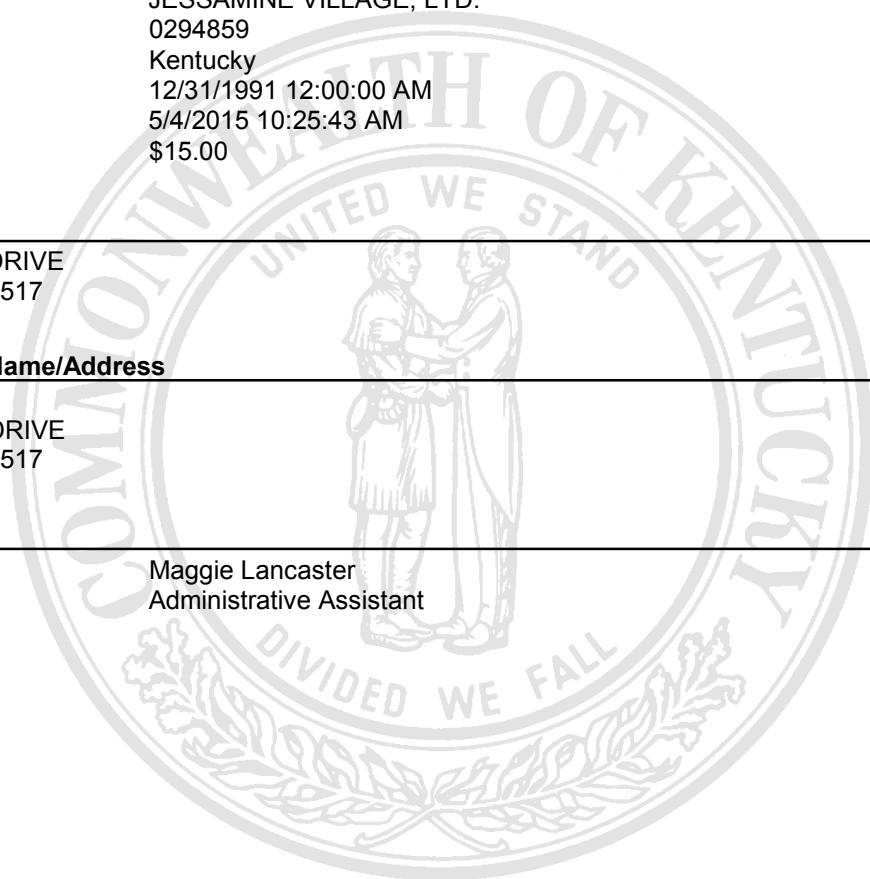 JESSAMINE VILLAGE, LTD.
0294859
Kentucky
12/31/1991 12:00:00 AM
5/4/2015 10:25:43 AM
$15.00
DRIVE
517
Name/Address
DRIVE
517
Maggie Lancaster
Administrative Assistant
COMMONWEALTH OF KENTUCKY
UNITED WE STAND
DIVIDED WE FALL